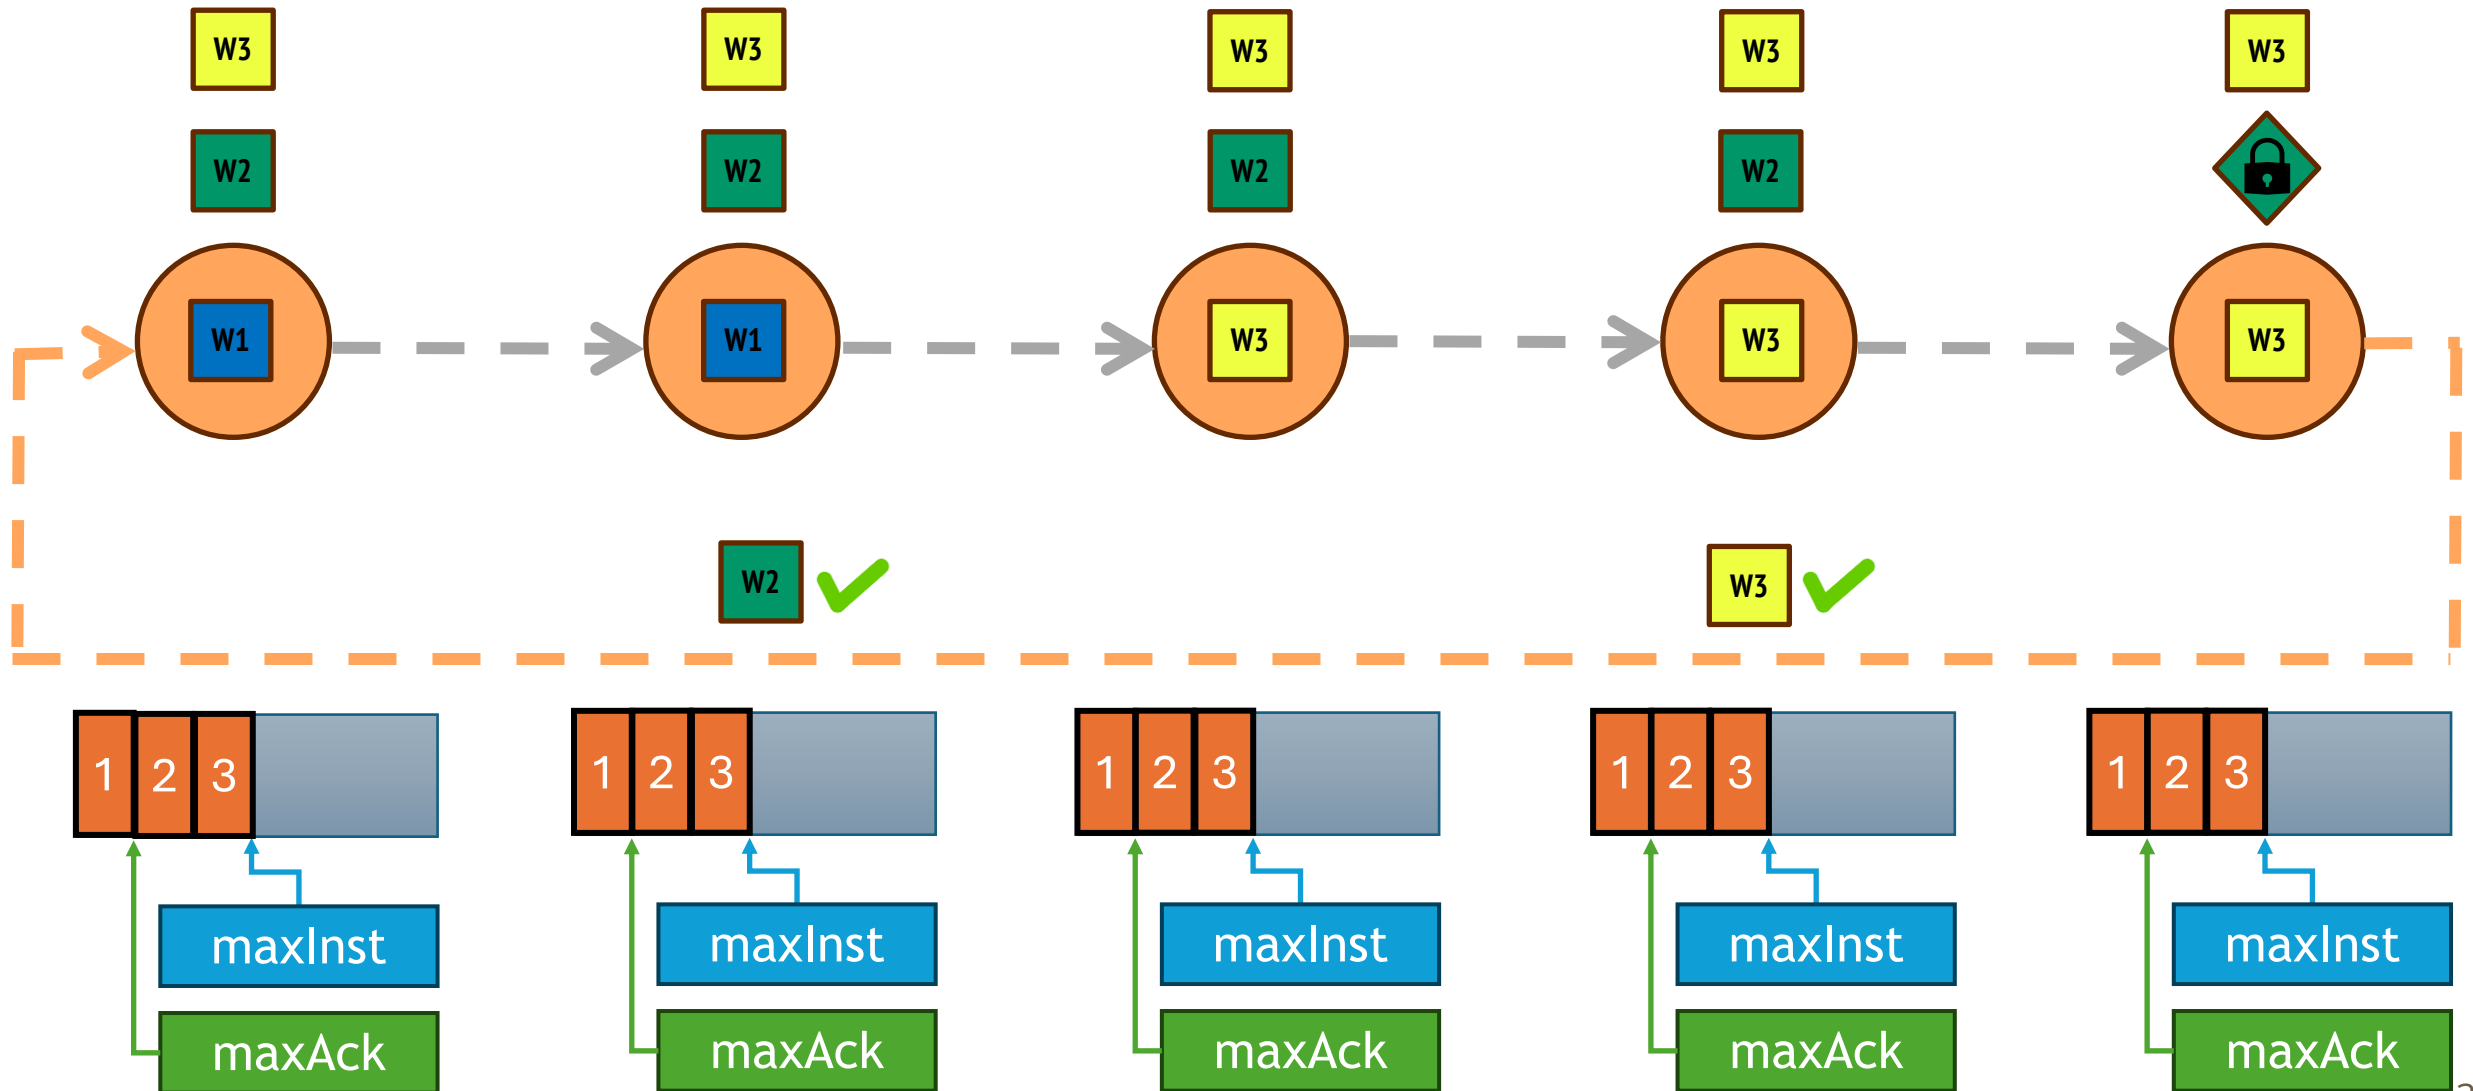 W3 W3 W3 W3 W3
W2 W2 W2 W2
W1 W1 W3 W3 W3
W2 W3
1 2 3 1 2 3 1 2 3 1 2 3 1 2 3
maxInst maxInst maxInst maxInst maxInst
maxAck maxAck maxAck maxAck maxAck